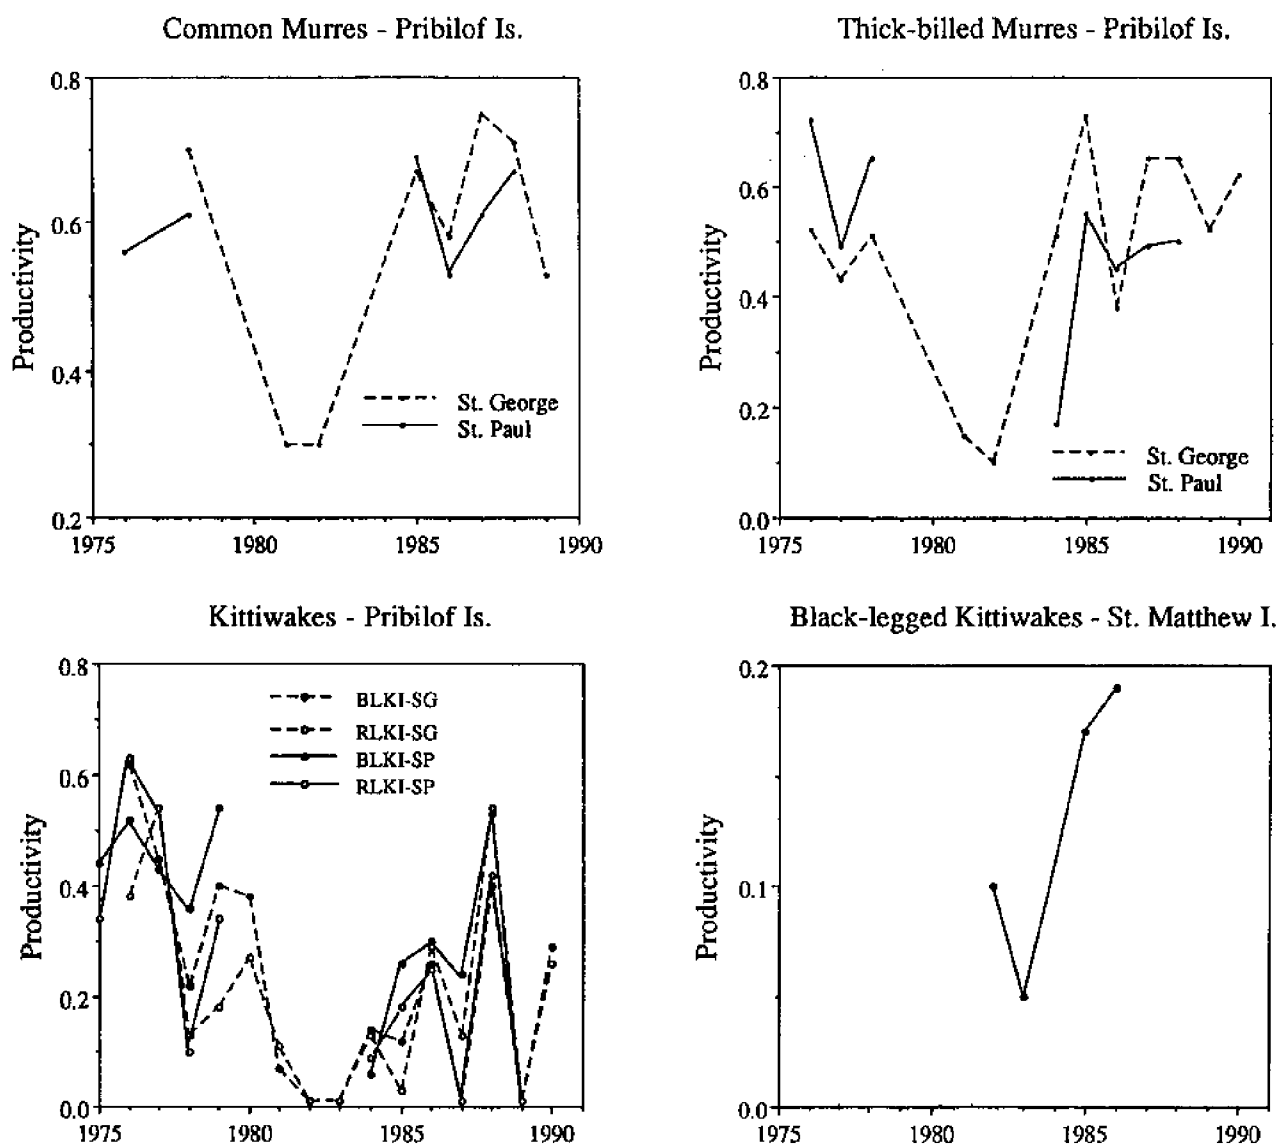 Common Murres - Pribilof Is.
Productivity
0.8
0.6
0.4
0.2
1975 1980 1985 1990
St. George
St. Paul
Thick-billed Murres - Pribilof Is.
Productivity
0.8
0.6
0.4
0.2
0.0
1975 1980 1985 1990
St. George
St. Paul
Kittiwakes - Pribilof Is.
Productivity
0.8
0.6
0.4
0.2
0.0
1975 1980 1985 1990
BLKI-SG
RLKI-SG
BLKI-SP
RLKI-SP
Black-legged Kittiwakes - St. Matthew I.
Productivity
0.2
0.1
0.0
1975 1980 1985 1990